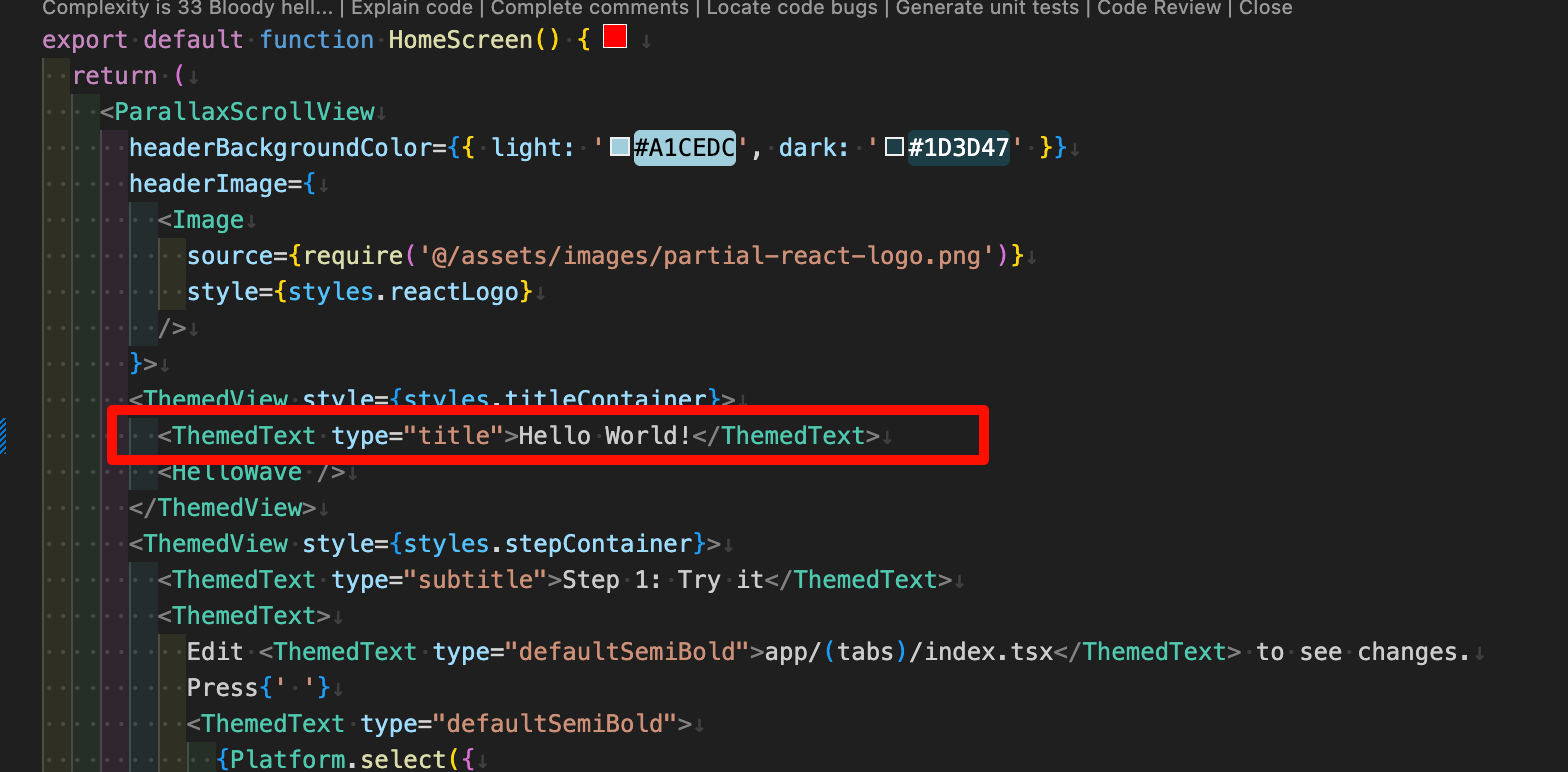 Complexity is 33 Bloody hell... | Explain code | Complete comments | Locate code bugs | Generate unit tests | Code Review | Close
export default function HomeScreen() {
return (
<ParallaxScrollView
headerBackgroundColor={{ light: '#A1CEDC', dark: '#1D3D47' }}
headerImage={
<Image
source={require('@/assets/images/partial-react-logo.png')}
style={styles.reactLogo}
/>
}>
<ThemedView style={styles.titleContainer}>
<ThemedText type="title">Hello World!</ThemedText>
<HelloWave />
</ThemedView>
<ThemedView style={styles.stepContainer}>
<ThemedText type="subtitle">Step 1: Try it</ThemedText>
<ThemedText>
Edit <ThemedText type="defaultSemiBold">app/(tabs)/index.tsx</ThemedText> to see changes.
Press{' '}
<ThemedText type="defaultSemiBold">
{Platform.select({